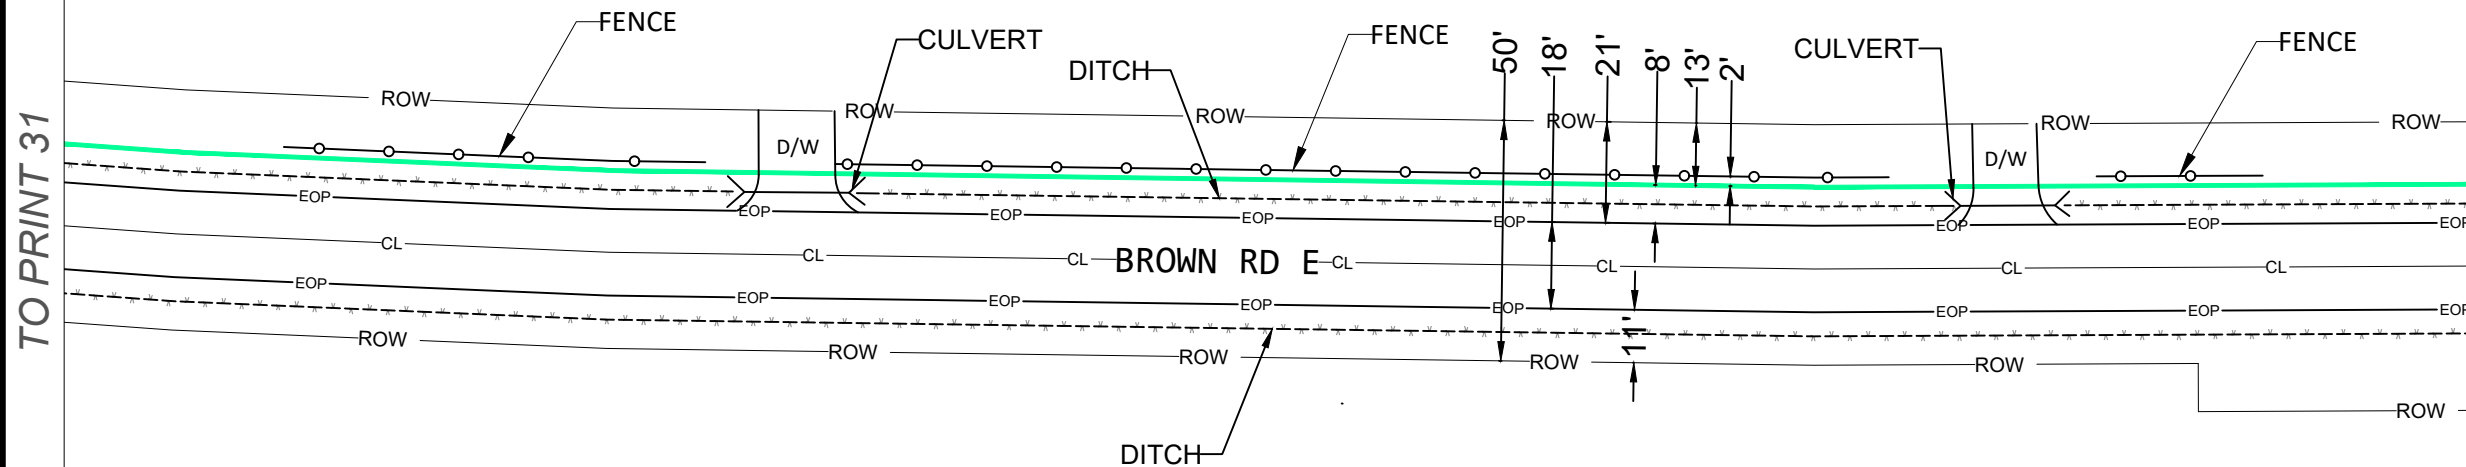 TO PRINT 31
FENCE
CULVERT
DITCH
FENCE
50'
18'
21'
8'
13'
2'
CULVERT
FENCE
ROW
ROW
ROW
ROW
ROW
ROW
D/W
D/W
EOP
EOP
EOP
EOP
EOP
EOP
EOP
EOP
CL
CL
CL
BROWN RD E
CL
CL
CL
CL
EOP
EOP
EOP
EOP
EOP
EOP
EOP
EOP
11'
ROW
ROW
ROW
ROW
ROW
ROW
DITCH